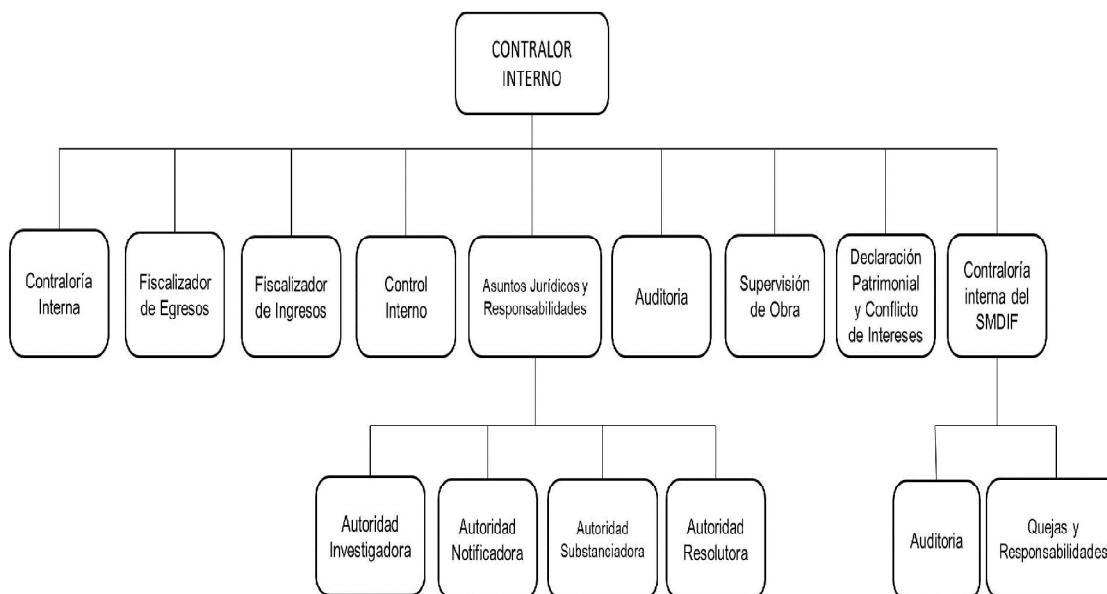 CONTRALOR
INTERNO
Contraloría
Interna
Fiscalizador
de Egresos
Fiscalizador
de Ingresos
Control
Interno
Asuntos Jurídicos y
Responsabilidades
Auditoria
Supervisión
de Obra
Declaración
Patrimonial
y Conflicto
de Intereses
Contraloría
interna del
SMDIF
Autoridad
Investigadora
Autoridad
Notificadora
Autoridad
Substanciadora
Autoridad
Resolutora
Auditoria
Quejas y
Responsabilidades